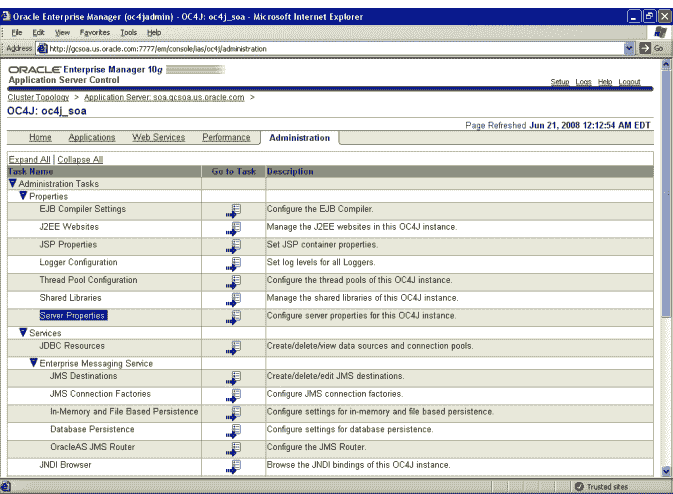 Oracle Enterprise Manager (oc4jadmin) - OC4J: oc4j_soa - Microsoft Internet Explorer
File Edit View Favorites Tools Help
Address http://gcsoa.us.oracle.com:7777/em/console/ias/oc4j/administration Go
ORACLE Enterprise Manager 10g
Application Server Control
Setup Logs Help Logout
Cluster Topology > Application Server: soa.gcsoa.us.oracle.com >
OC4J: oc4j_soa
Page Refreshed Jun 21, 2008 12:12:54 AM EDT
Home Applications Web Services Performance Administration
Expand All | Collapse All
Task Name Go to Task Description
Administration Tasks
Properties
EJB Compiler Settings Configure the EJB Compiler.
J2EE Websites Manage the J2EE websites in this OC4J instance.
JSP Properties Set JSP container properties.
Logger Configuration Set log levels for all Loggers.
Thread Pool Configuration Configure the thread pools of this OC4J instance.
Shared Libraries Manage the shared libraries of this OC4J instance.
Server Properties Configure server properties for this OC4J instance.
Services
JDBC Resources Create/delete/view data sources and connection pools.
Enterprise Messaging Service
JMS Destinations Create/delete/edit JMS destinations.
JMS Connection Factories Configure JMS connection factories.
In-Memory and File Based Persistence Configure settings for in-memory and file based persistence.
Database Persistence Configure settings for database persistence.
OracleAS JMS Router Configure the JMS Router.
JNDI Browser Browse the JNDI bindings of this OC4J instance.
Trusted sites